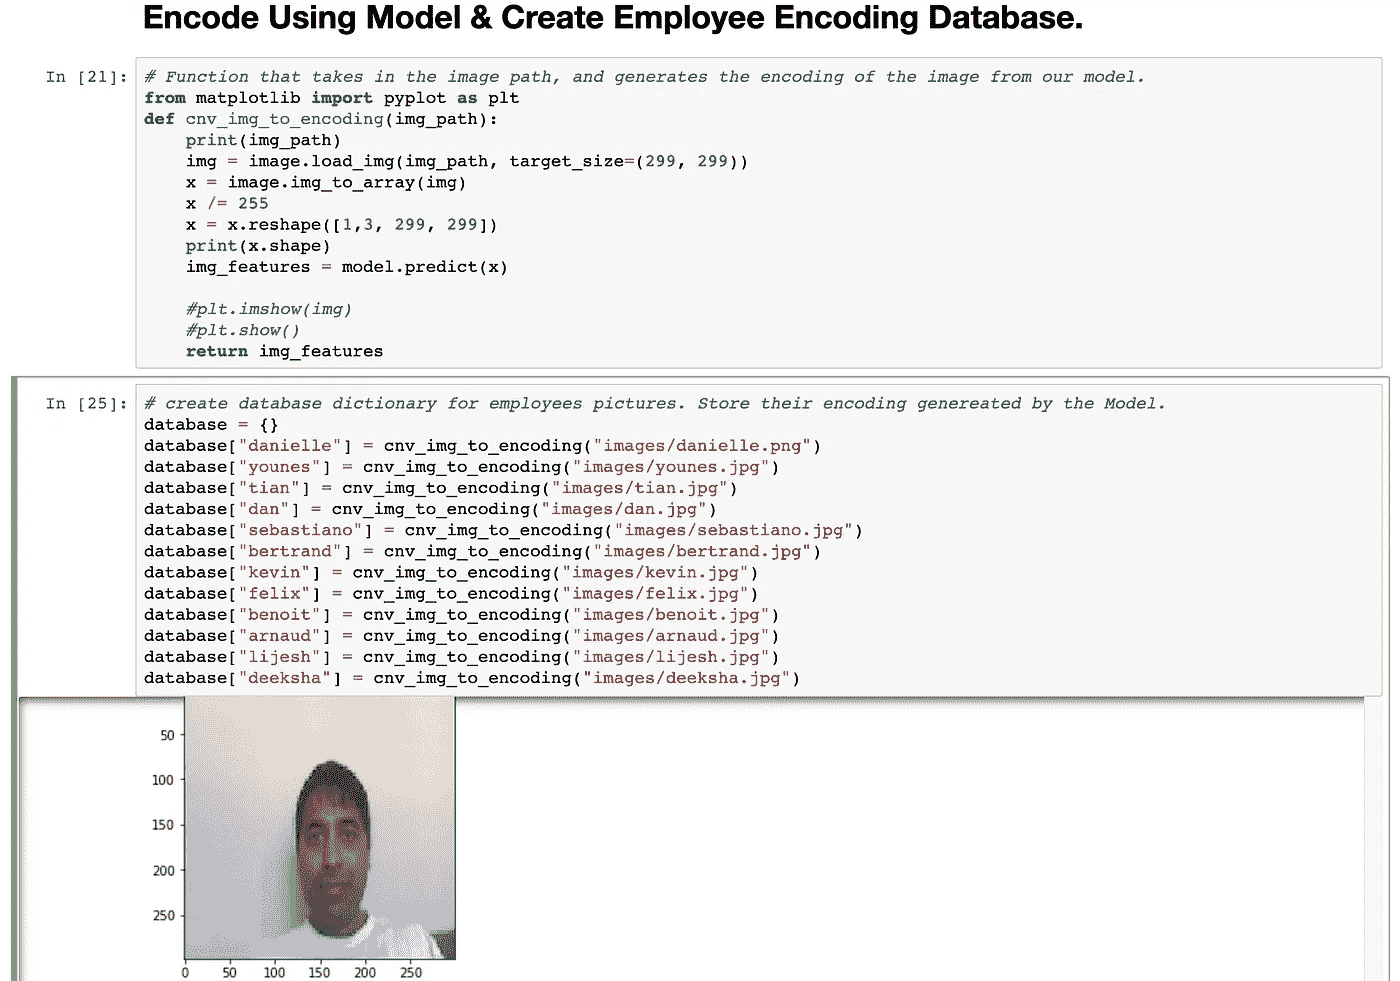 Encode Using Model & Create Employee Encoding Database.
In [21]: # Function that takes in the image path, and generates the encoding of the image from our model.
from matplotlib import pyplot as plt
def cnv_img_to_encoding(img_path):
    print(img_path)
    img = image.load_img(img_path, target_size=(299, 299))
    x = image.img_to_array(img)
    x /= 255
    x = x.reshape([1,3, 299, 299])
    print(x.shape)
    img_features = model.predict(x)
    #plt.imshow(img)
    #plt.show()
    return img_features
In [25]: # create database dictionary for employees pictures. Store their encoding genereated by the Model.
database = {}
database["danielle"] = cnv_img_to_encoding("images/danielle.png")
database["younes"] = cnv_img_to_encoding("images/younes.jpg")
database["tian"] = cnv_img_to_encoding("images/tian.jpg")
database["dan"] = cnv_img_to_encoding("images/dan.jpg")
database["sebastiano"] = cnv_img_to_encoding("images/sebastiano.jpg")
database["bertrand"] = cnv_img_to_encoding("images/bertrand.jpg")
database["kevin"] = cnv_img_to_encoding("images/kevin.jpg")
database["felix"] = cnv_img_to_encoding("images/felix.jpg")
database["benoit"] = cnv_img_to_encoding("images/benoit.jpg")
database["arnaud"] = cnv_img_to_encoding("images/arnaud.jpg")
database["lijesh"] = cnv_img_to_encoding("images/lijesh.jpg")
database["deeksha"] = cnv_img_to_encoding("images/deeksha.jpg")
50
100
150
200
250
0 50 100 150 200 250